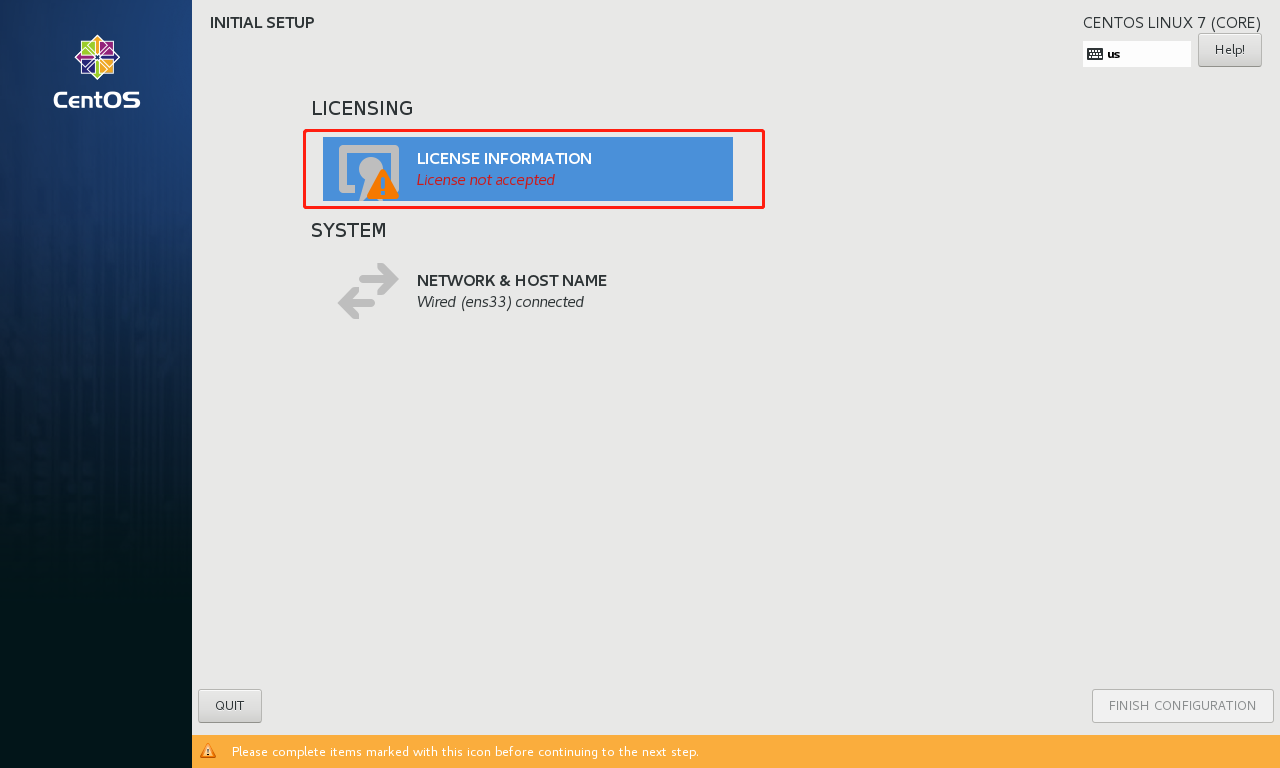 CentOS
INITIAL SETUP
CENTOS LINUX 7 (CORE)
us
Help!
LICENSING
LICENSE INFORMATION
License not accepted
SYSTEM
NETWORK & HOST NAME
Wired (ens33) connected
QUIT
FINISH CONFIGURATION
Please complete items marked with this icon before continuing to the next step.